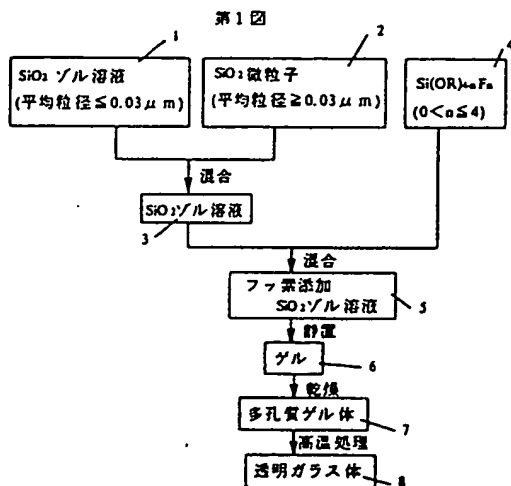 第1図
1
2
4
SiO₂ ゾル溶液
(平均粒径≦0.03μm)
SiO₂微粒子
(平均粒径≧0.03μm)
Si(OR)₄₋ₙFₙ
(0<n≦4)
混合
SiO₂ゾル溶液
3
混合
フッ素添加
SiO₂ゾル溶液
5
静置
ゲル
6
乾燥
多孔質ゲル体
7
高温処理
透明ガラス体
8